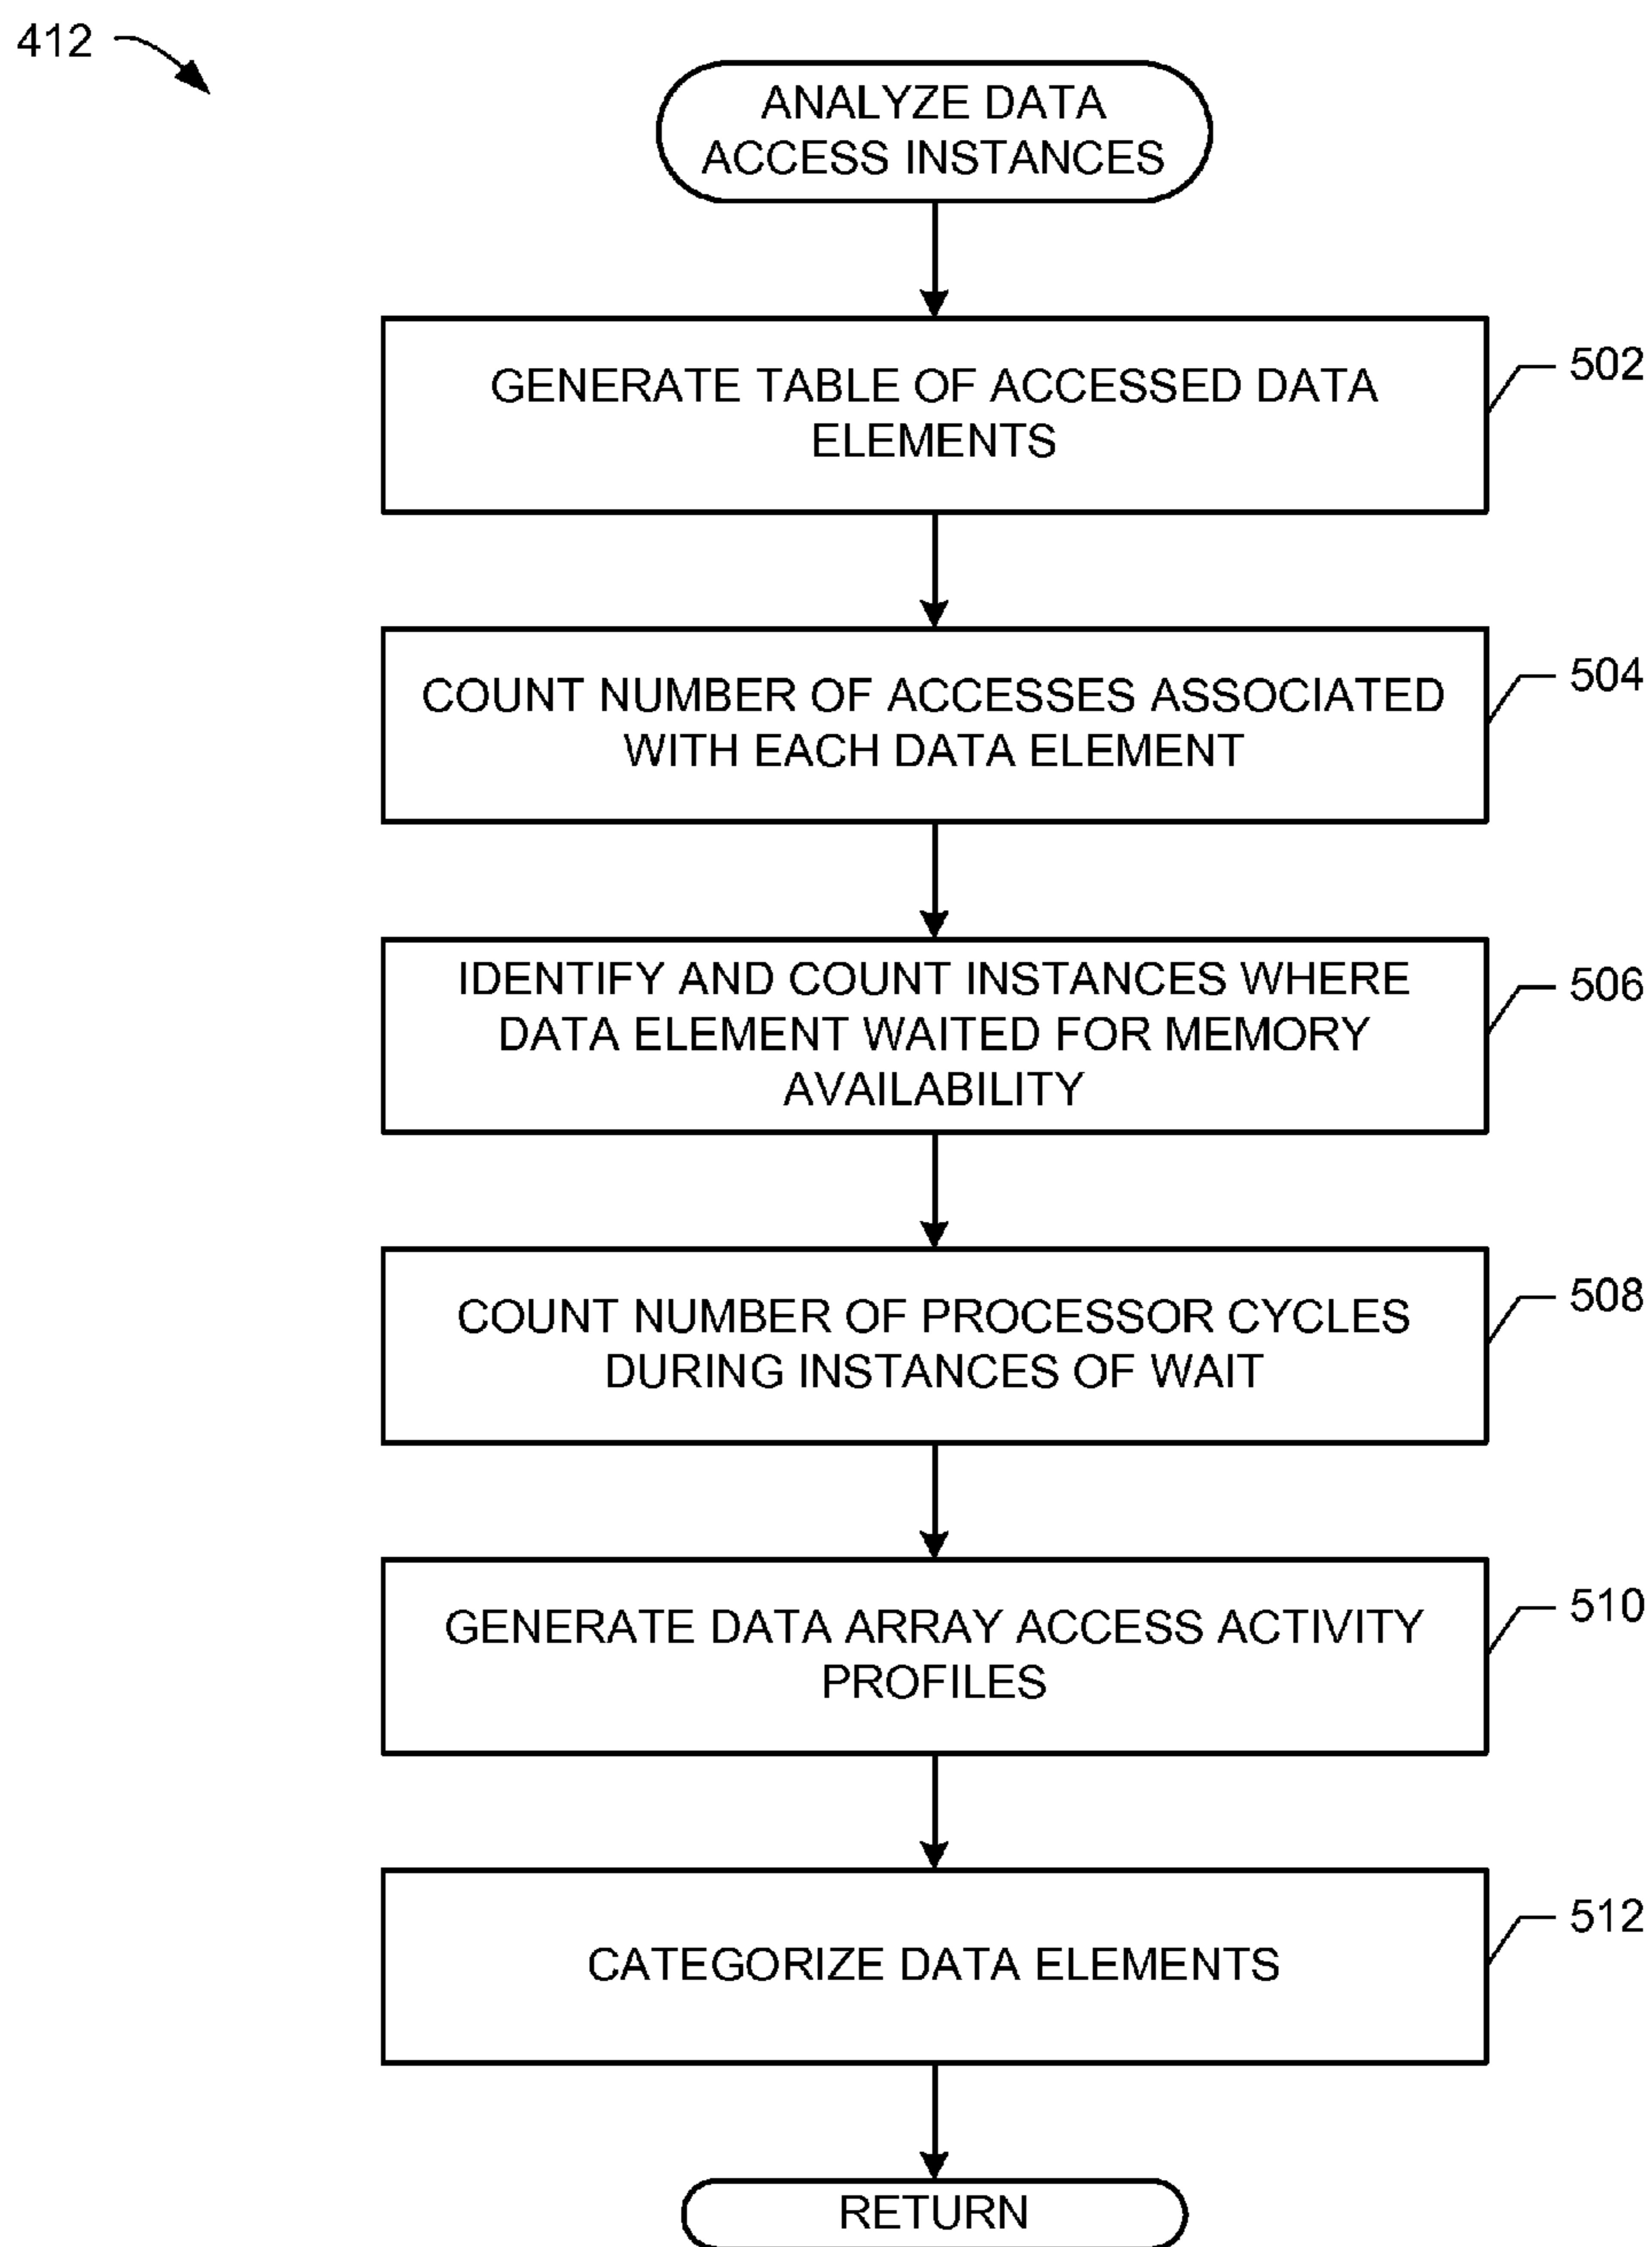 412
ANALYZE DATA
ACCESS INSTANCES
GENERATE TABLE OF ACCESSED DATA
ELEMENTS
502
COUNT NUMBER OF ACCESSES ASSOCIATED
WITH EACH DATA ELEMENT
504
IDENTIFY AND COUNT INSTANCES WHERE
DATA ELEMENT WAITED FOR MEMORY
AVAILABILITY
506
COUNT NUMBER OF PROCESSOR CYCLES
DURING INSTANCES OF WAIT
508
GENERATE DATA ARRAY ACCESS ACTIVITY
PROFILES
510
CATEGORIZE DATA ELEMENTS
512
RETURN